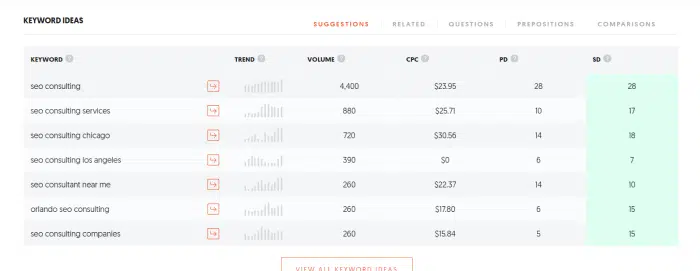 KEYWORD IDEAS SUGGESTIONS RELATED QUESTIONS PREPOSITIONS COMPARISONS
KEYWORD ? TREND ? VOLUME ? CPC ? PD ? SD ?
seo consulting 4,400 $23.95 28 28
seo consulting services 880 $25.71 10 17
seo consulting chicago 720 $30.56 14 18
seo consulting los angeles 390 $0 6 7
seo consultant near me 260 $22.37 14 10
orlando seo consulting 260 $17.80 6 15
seo consulting companies 260 $15.84 5 15
VIEW ALL KEYWORD IDEAS